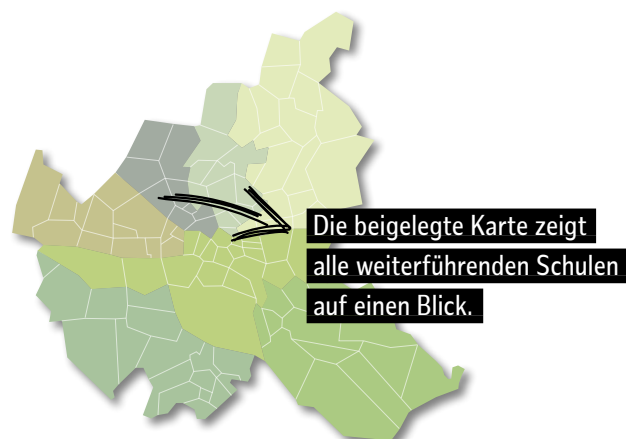 Die beigelegte Karte zeigt
alle weiterführenden Schulen
auf einen Blick.